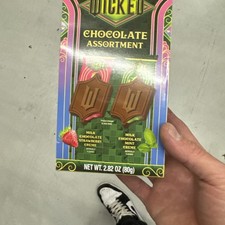 WICKED
CHOCOLATE
ASSORTMENT
MILK
CHOCOLATE
STRAWBERRY
CREME
MILK
CHOCOLATE
MINT
CREME
NET WT. 2.82 OZ (80g)